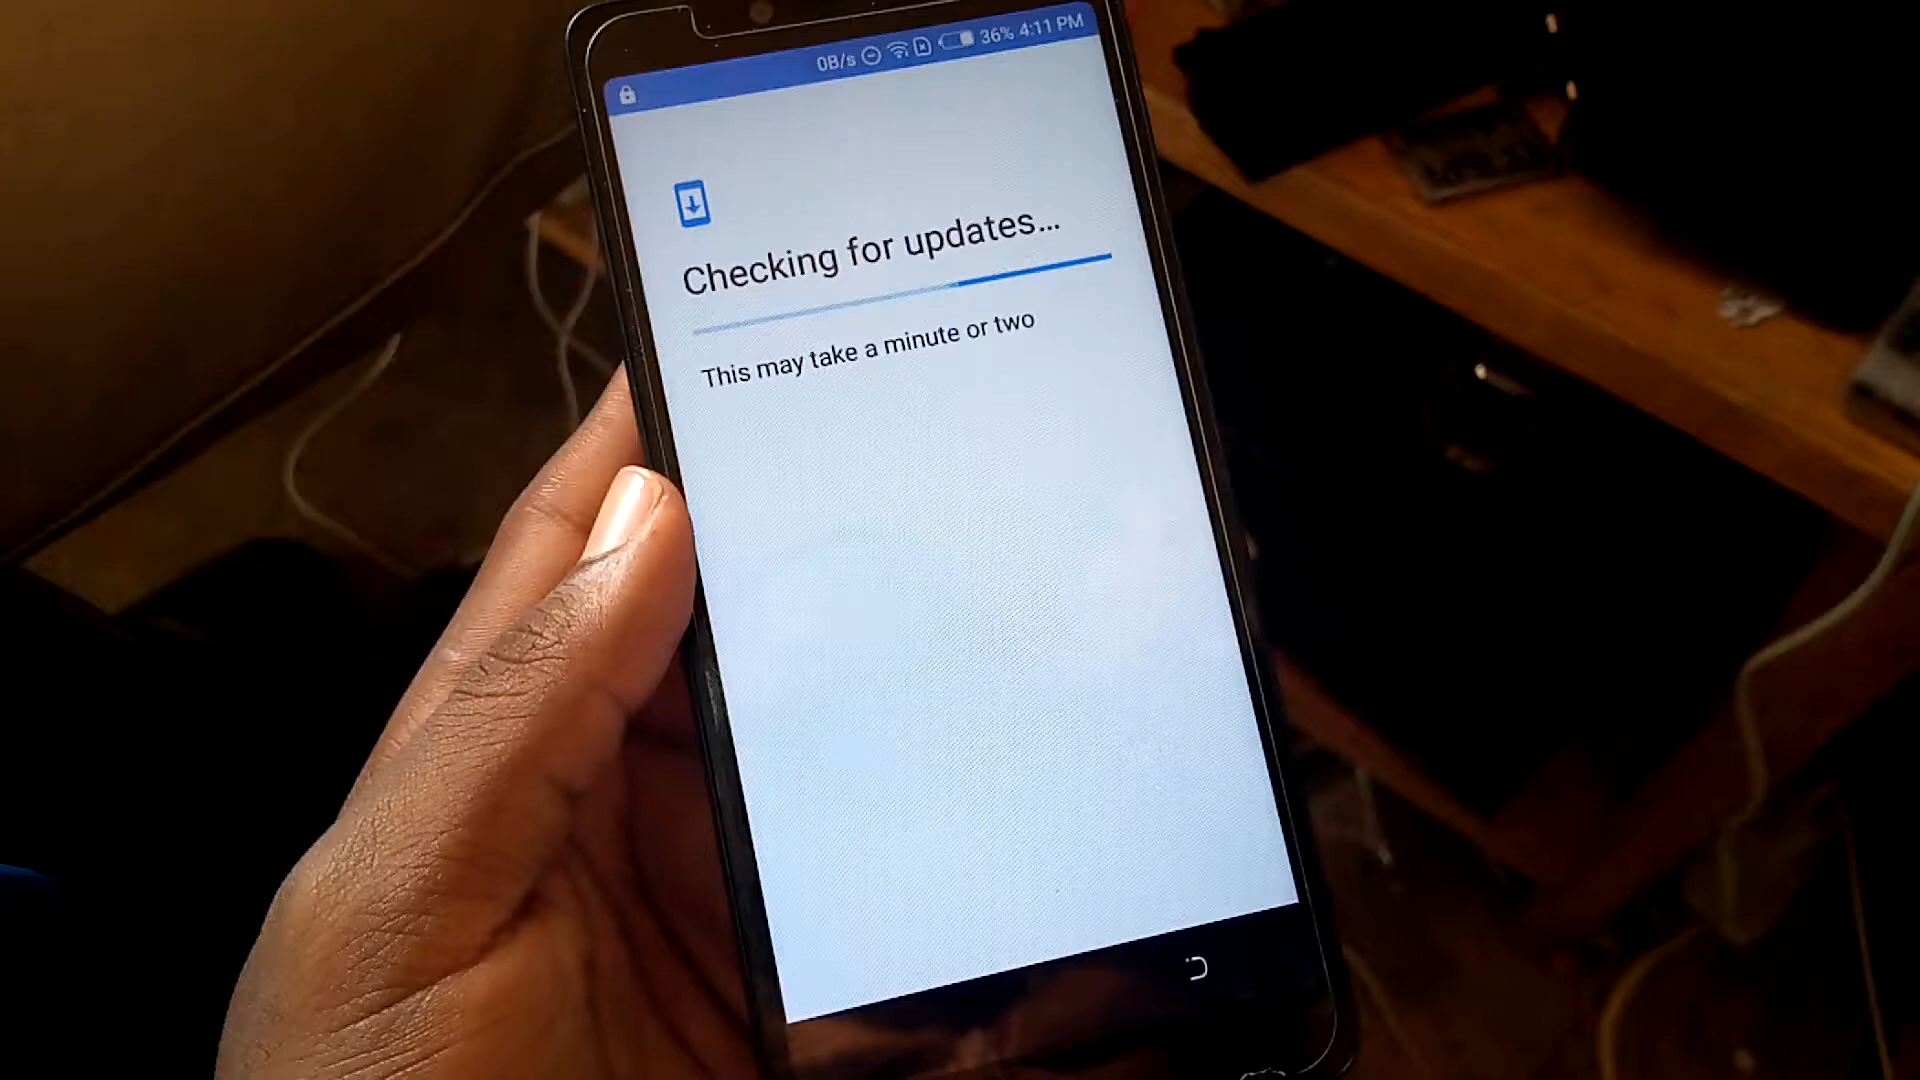 0B/s 36% 4:11 PM
Checking for updates...
This may take a minute or two